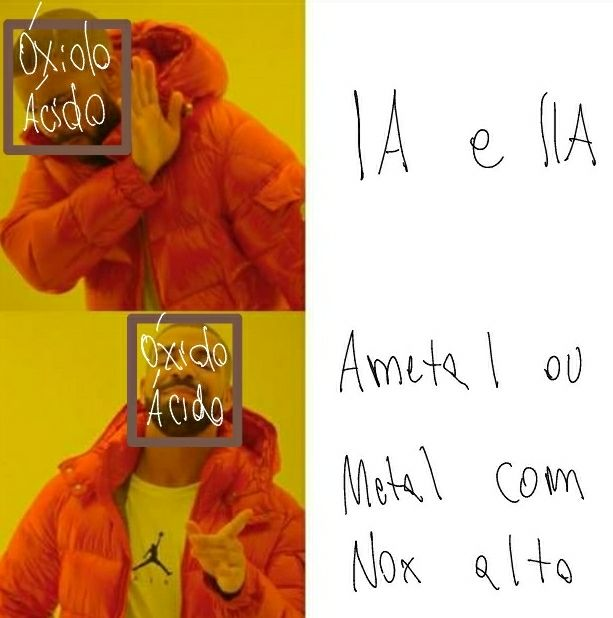 Óxido
Ácido
IA e IIA
Óxido
Ácido
Ametal ou
Metal com
Nox alto